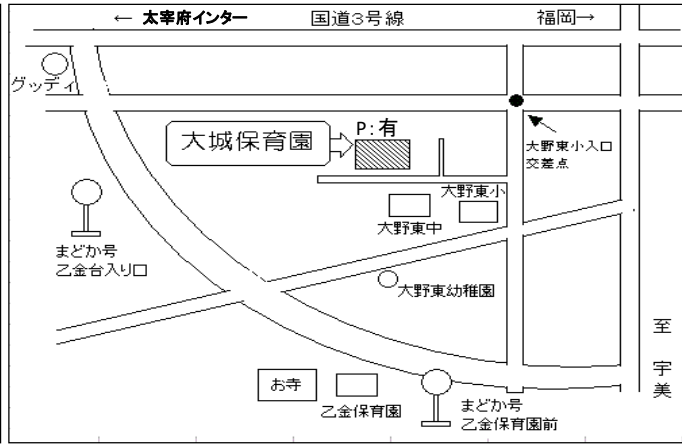 ← 太宰府インター 国道3号線 福岡→
グッディ
P:有
大城保育園
大野東小入口
交差点
大野東小
大野東中
まどか号
乙金台入り口
大野東幼稚園
至宇美
お寺
乙金保育園
まどか号
乙金保育園前